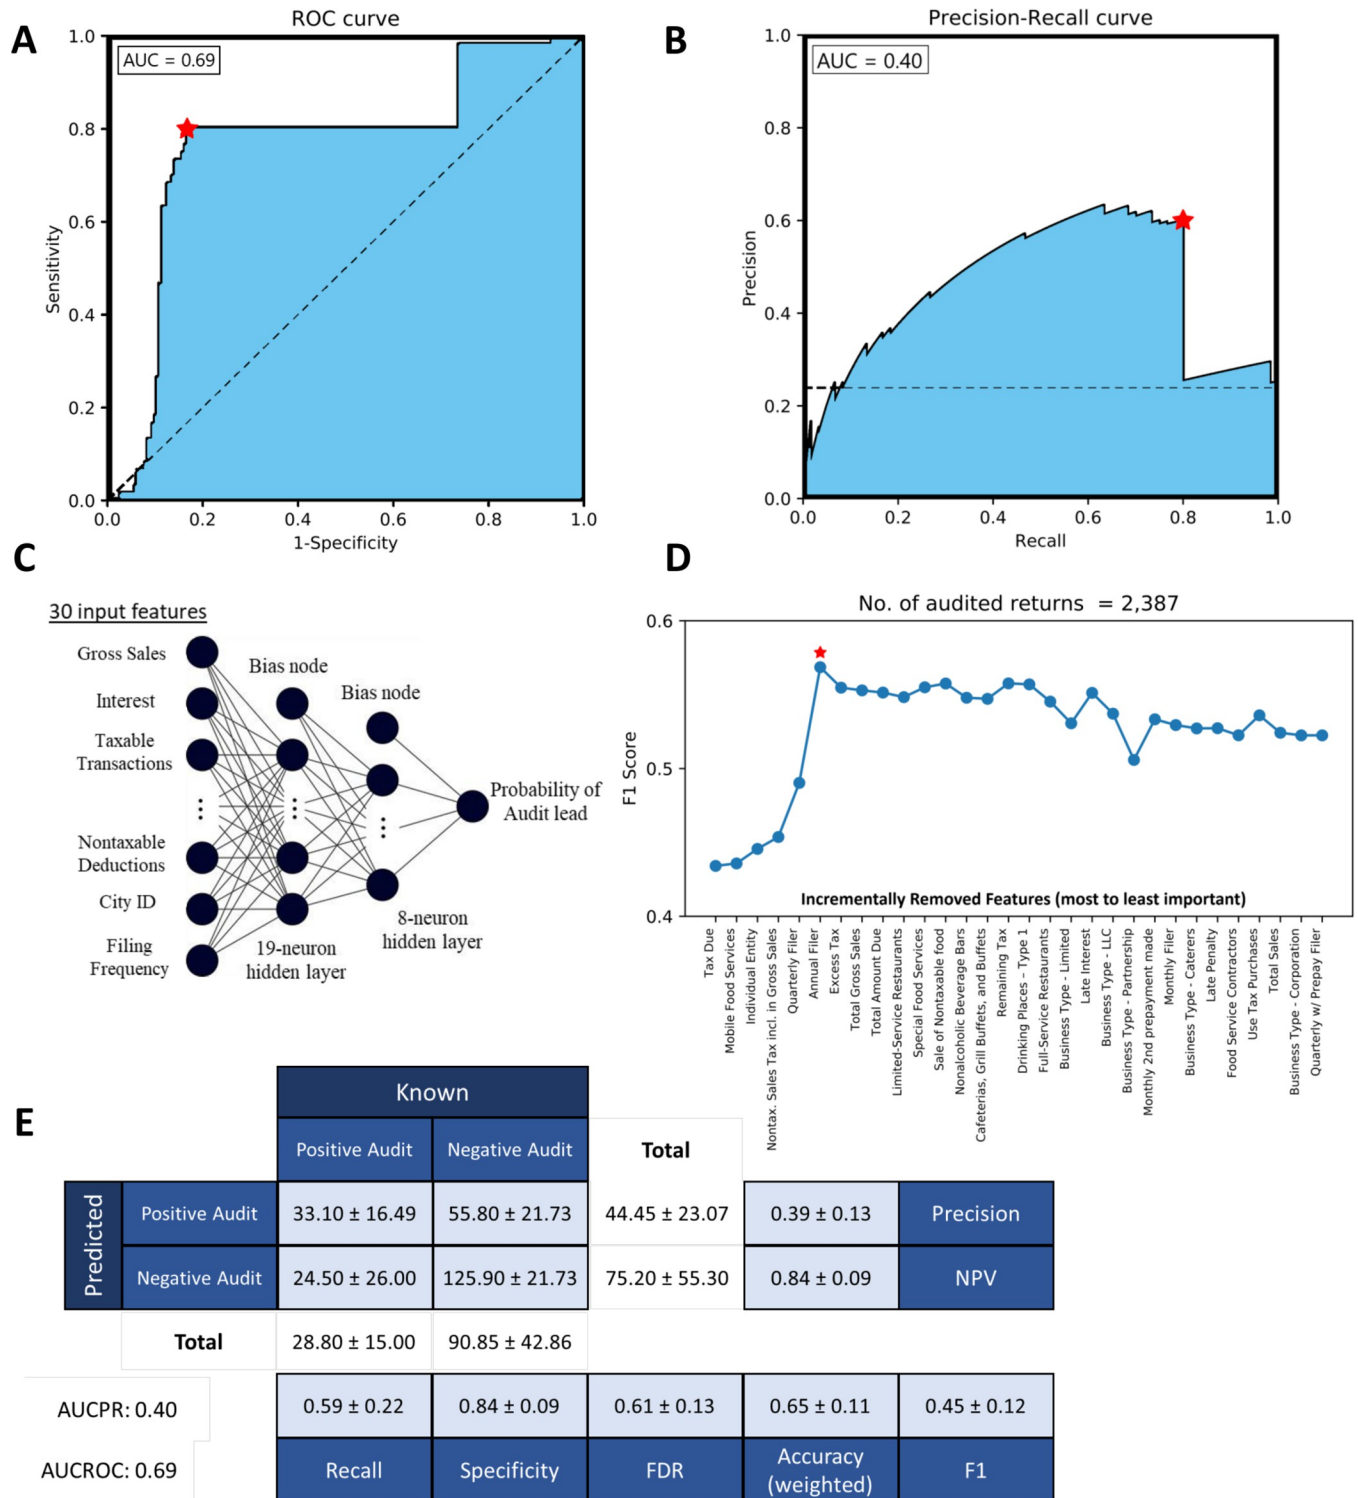 A
ROC curve
AUC = 0.69
1.0
0.8
0.6
0.4
0.2
0.0
Sensitivity
0.0 0.2 0.4 0.6 0.8 1.0
1-Specificity
B
Precision-Recall curve
AUC = 0.40
1.0
0.8
0.6
0.4
0.2
0.0
Precision
0.0 0.2 0.4 0.6 0.8 1.0
Recall
C
30 input features
Gross Sales
Interest
Taxable
Transactions
Nontaxable
Deductions
City ID
Filing
Frequency
Bias node
Bias node
19-neuron
hidden layer
8-neuron
hidden layer
Probability of
Audit lead
D
No. of audited returns = 2,387
0.6
0.5
0.4
F1 Score
Incrementally Removed Features (most to least important)
Tax Due
Mobile Food Services
Individual Entity
Nontax. Sales Tax incl. in Gross Sales
Quarterly Filer
Annual Filer
Excess Tax
Total Gross Sales
Total Amount Due
Limited-Service Restaurants
Special Food Services
Sale of Nontaxable food
Nonalcoholic Beverage Bars
Cafeterias, Grill Buffets, and Buffets
Remaining Tax
Drinking Places - Type 1
Full-Service Restaurants
Business Type - Limited
Late Interest
Business Type - LLC
Business Type - Partnership
Monthly 2nd prepayment made
Monthly Filer
Business Type - Caterers
Late Penalty
Food Service Contractors
Use Tax Purchases
Total Sales
Business Type - Corporation
Quarterly w/ Prepay Filer
E
Known
Positive Audit Negative Audit Total
Predicted
Positive Audit 33.10 ± 16.49 55.80 ± 21.73 44.45 ± 23.07 0.39 ± 0.13 Precision
Negative Audit 24.50 ± 26.00 125.90 ± 21.73 75.20 ± 55.30 0.84 ± 0.09 NPV
Total 28.80 ± 15.00 90.85 ± 42.86
AUCPR: 0.40 0.59 ± 0.22 0.84 ± 0.09 0.61 ± 0.13 0.65 ± 0.11 0.45 ± 0.12
AUCROC: 0.69 Recall Specificity FDR Accuracy (weighted) F1